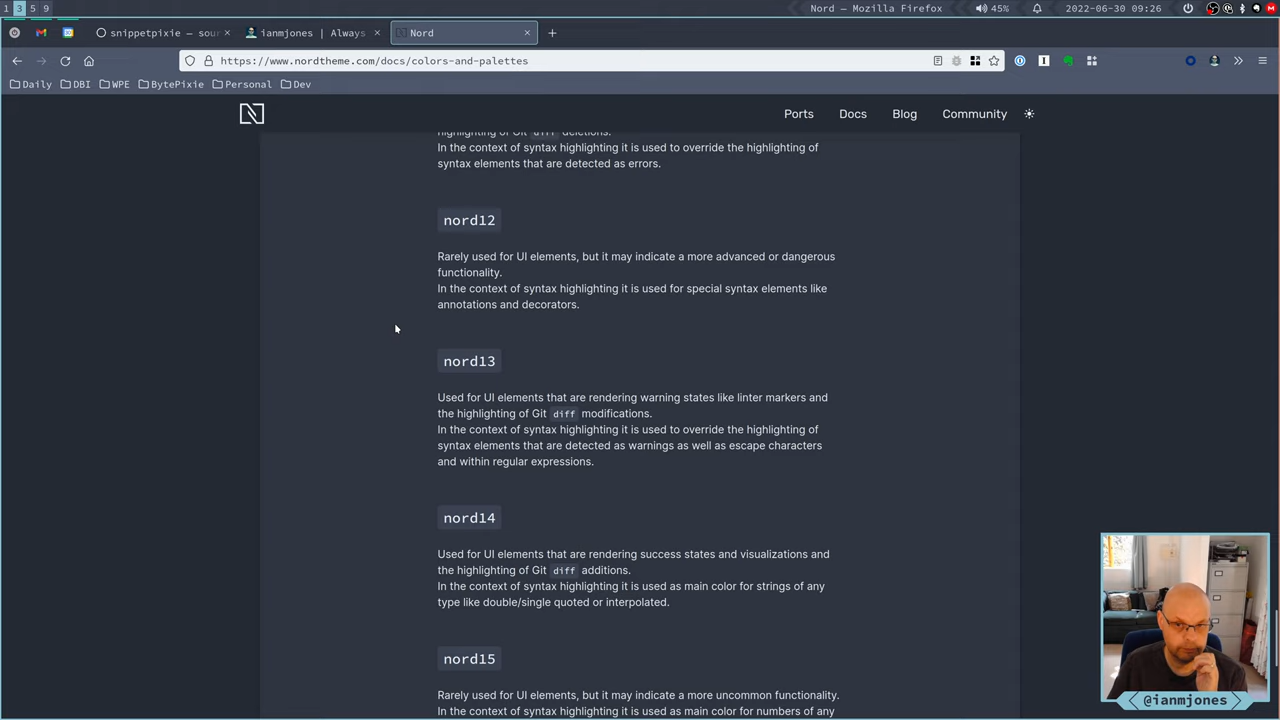 1 3 5 9
Nord — Mozilla Firefox
45%
2022-06-30 09:26
snippetpixie — sour
ianmjones | Always
Nord
https://www.nordtheme.com/docs/colors-and-palettes
Daily DBI WPE BytePixie Personal Dev
Ports Docs Blog Community
highlighting of Git diff deletions.
In the context of syntax highlighting it is used to override the highlighting of
syntax elements that are detected as errors.
nord12
Rarely used for UI elements, but it may indicate a more advanced or dangerous
functionality.
In the context of syntax highlighting it is used for special syntax elements like
annotations and decorators.
nord13
Used for UI elements that are rendering warning states like linter markers and
the highlighting of Git diff modifications.
In the context of syntax highlighting it is used to override the highlighting of
syntax elements that are detected as warnings as well as escape characters
and within regular expressions.
nord14
Used for UI elements that are rendering success states and visualizations and
the highlighting of Git diff additions.
In the context of syntax highlighting it is used as main color for strings of any
type like double/single quoted or interpolated.
nord15
Rarely used for UI elements, but it may indicate a more uncommon functionality.
In the context of syntax highlighting it is used as main color for numbers of any
@ianmjones